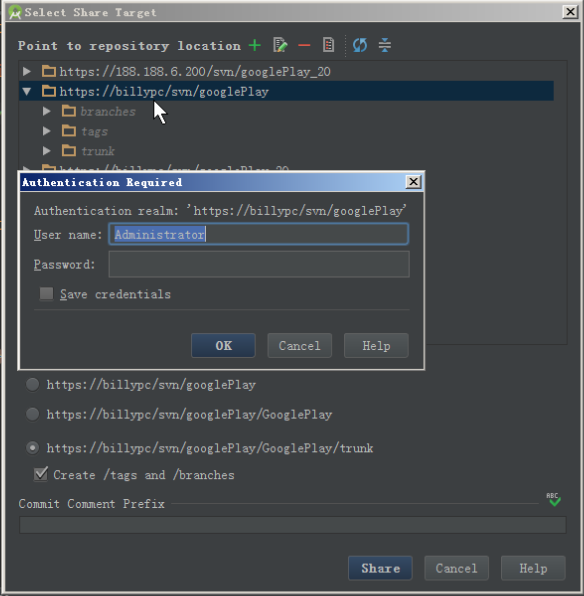 Select Share Target
Point to repository location
https://188.188.6.200/svn/googlePlay_20
https://billypc/svn/googlePlay
branches
tags
trunk
Authentication Required
Authentication realm: 'https://billypc/svn/googlePlay'
User name: Administrator
Password:
Save credentials
OK Cancel Help
https://billypc/svn/googlePlay
https://billypc/svn/googlePlay/GooglePlay
https://billypc/svn/googlePlay/GooglePlay/trunk
Create /tags and /branches
Commit Comment Prefix
ABC
Share Cancel Help